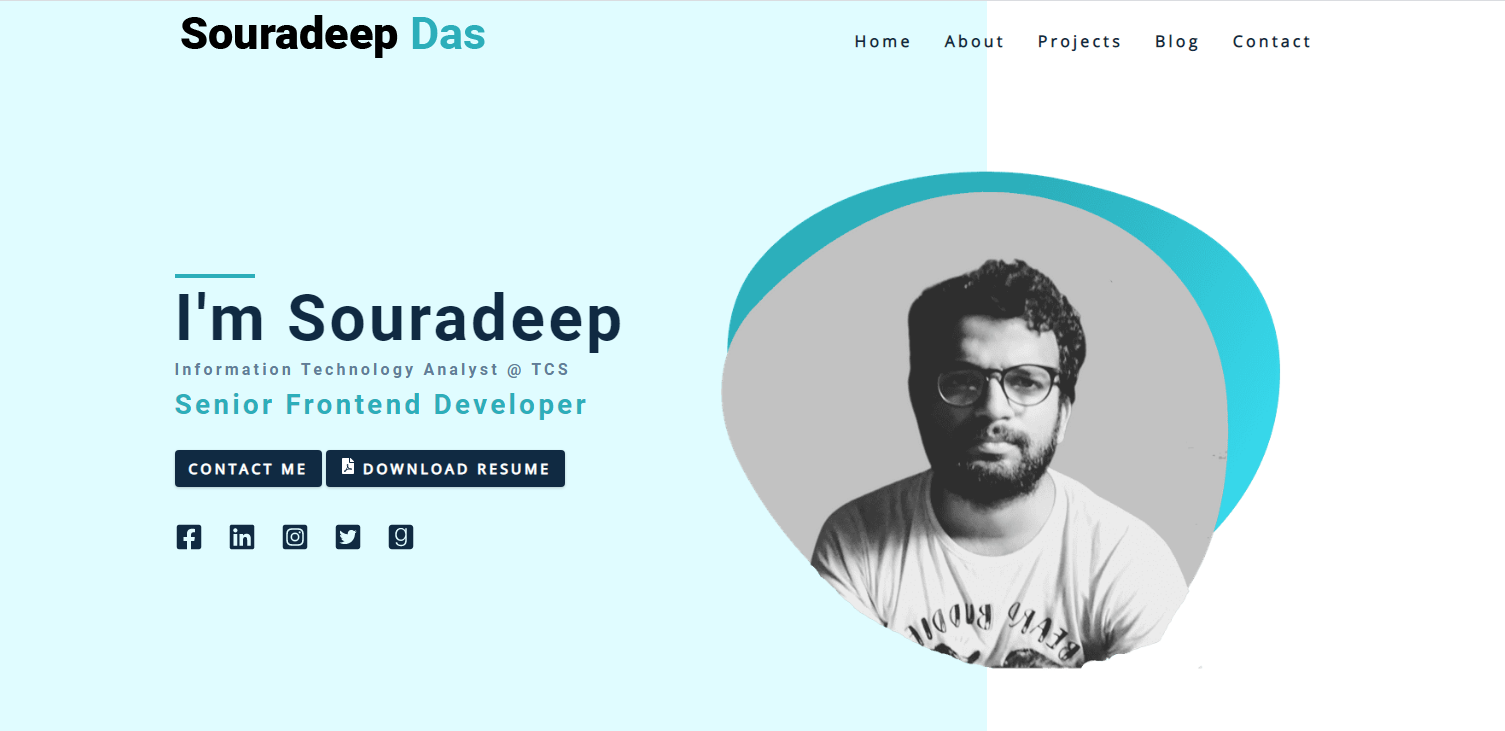 Souradeep Das
Home About Projects Blog Contact
I'm Souradeep
Information Technology Analyst @ TCS
Senior Frontend Developer
CONTACT ME DOWNLOAD RESUME
BEARD BUDDIE